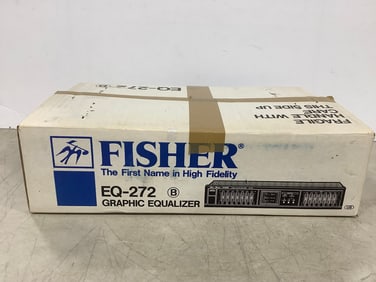 EQ-272 B
FRAGILE
HANDLE WITH
CARE
THIS SIDE UP
FISHER®
The First Name in High Fidelity
EQ-272 B
GRAPHIC EQUALIZER